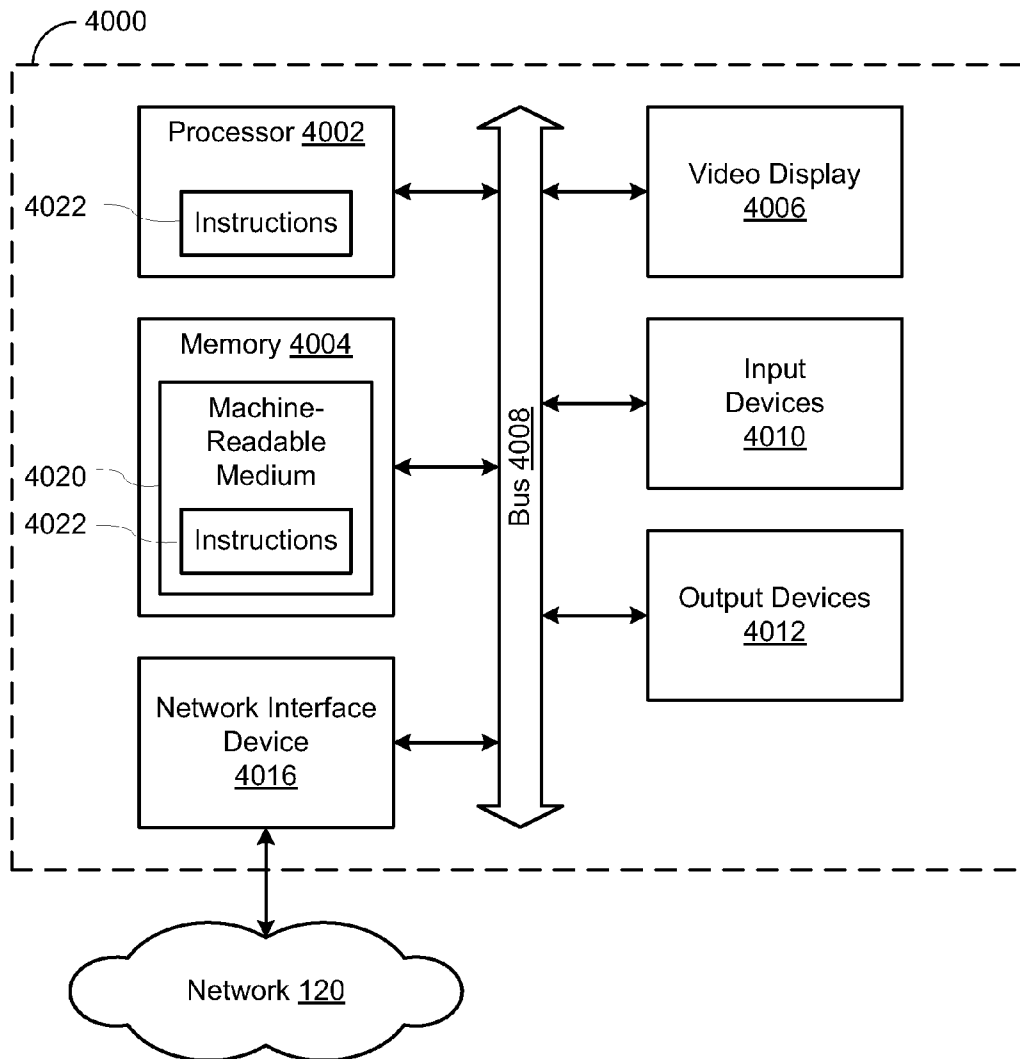 4000
Processor 4002
4022
Instructions
Memory 4004
Machine-
Readable
Medium
4020
4022
Instructions
Network Interface
Device
4016
Bus 4008
Video Display
4006
Input
Devices
4010
Output Devices
4012
Network 120